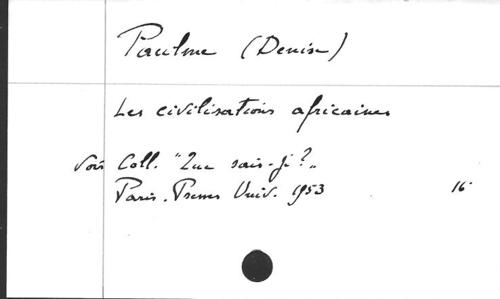 Paulme (Denise)
Les civilisations africaines
voir Coll. "Que sais-je?"
Paris. Presses Univ. 1953 16°